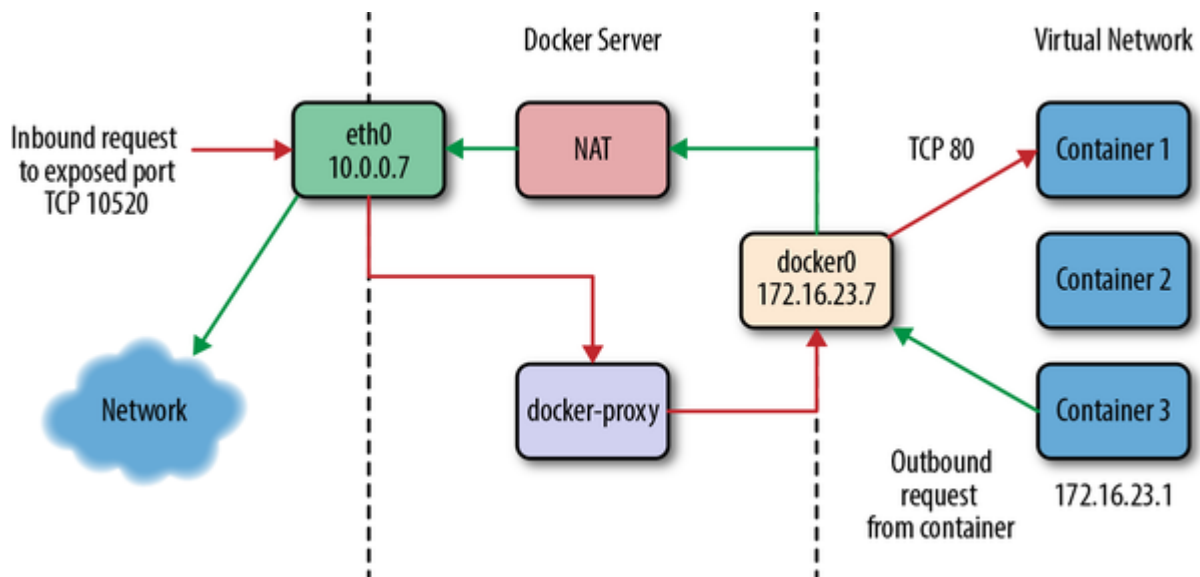 Docker Server
Virtual Network
Inbound request
to exposed port
TCP 10520
eth0
10.0.0.7
NAT
TCP 80
Container 1
docker0
172.16.23.7
Container 2
Network
docker-proxy
Container 3
Outbound
request
from container
172.16.23.1